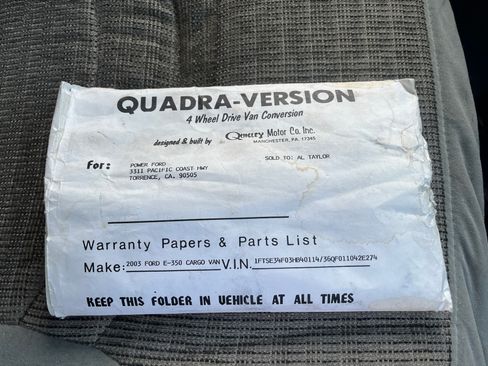 QUADRA-VERSION
4 Wheel Drive Van Conversion
designed & built by Quigley Motor Co. Inc.
MANCHESTER, PA. 17345
For: POWER FORD
3311 PACIFIC COAST HWY
TORRENCE, CA. 90505
SOLD TO: AL TAYLOR
Warranty Papers & Parts List
Make: 2003 FORD E-350 CARGO VAN V.I.N. 1FTSE34F03HB40114/36QF011042E274
KEEP THIS FOLDER IN VEHICLE AT ALL TIMES